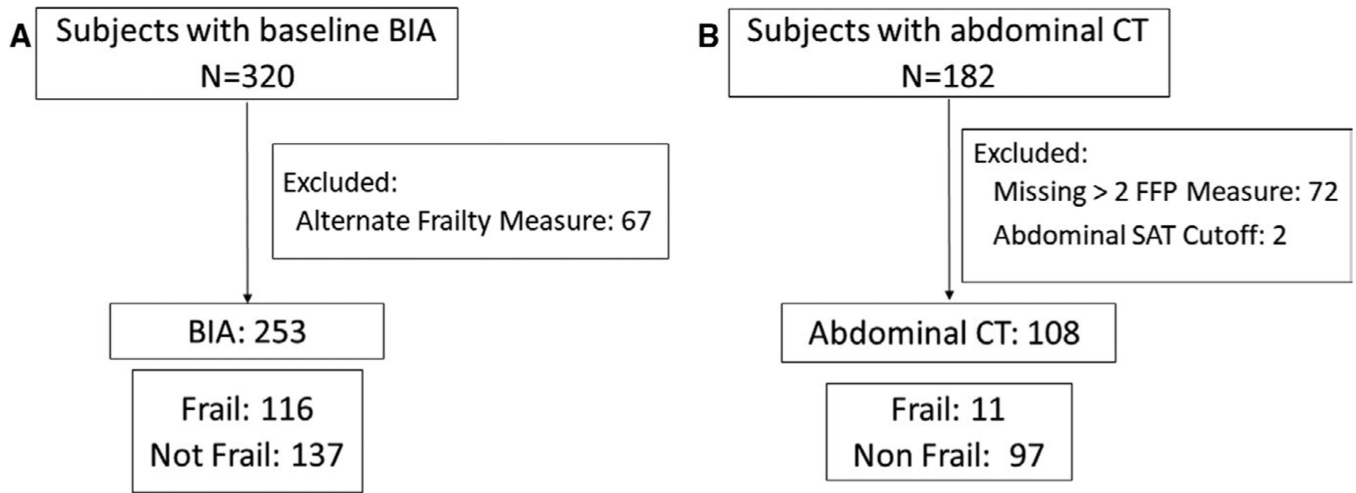 A
Subjects with baseline BIA
N=320
Excluded:
Alternate Frailty Measure: 67
BIA: 253
Frail: 116
Not Frail: 137
B
Subjects with abdominal CT
N=182
Excluded:
Missing > 2 FFP Measure: 72
Abdominal SAT Cutoff: 2
Abdominal CT: 108
Frail: 11
Non Frail: 97